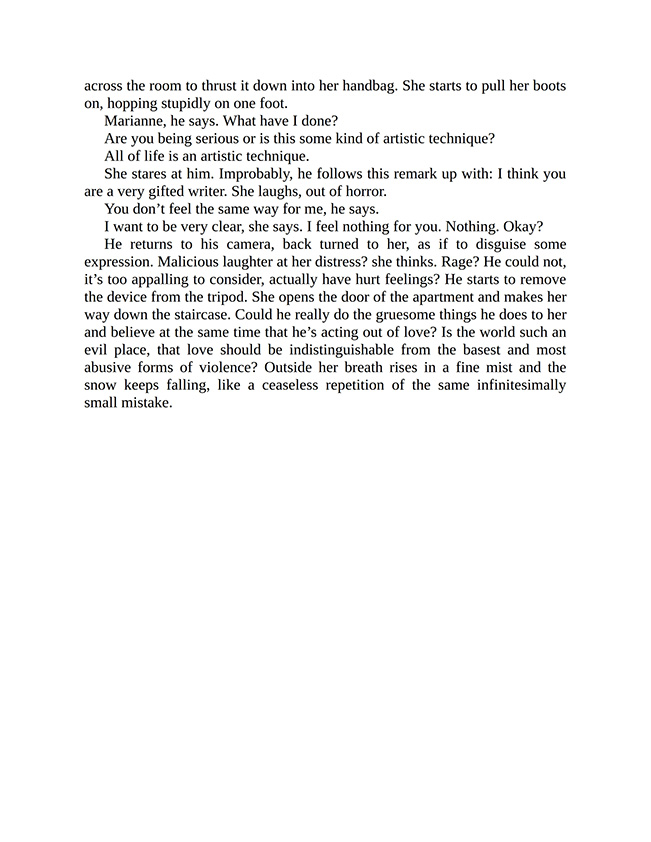 across the room to thrust it down into her handbag. She starts to pull her boots
on, hopping stupidly on one foot.
Marianne, he says. What have I done?
Are you being serious or is this some kind of artistic technique?
All of life is an artistic technique.
She stares at him. Improbably, he follows this remark up with: I think you
are a very gifted writer. She laughs, out of horror.
You don’t feel the same way for me, he says.
I want to be very clear, she says. I feel nothing for you. Nothing. Okay?
He returns to his camera, back turned to her, as if to disguise some
expression. Malicious laughter at her distress? she thinks. Rage? He could not,
it’s too appalling to consider, actually have hurt feelings? He starts to remove
the device from the tripod. She opens the door of the apartment and makes her
way down the staircase. Could he really do the gruesome things he does to her
and believe at the same time that he’s acting out of love? Is the world such an
evil place, that love should be indistinguishable from the basest and most
abusive forms of violence? Outside her breath rises in a fine mist and the
snow keeps falling, like a ceaseless repetition of the same infinitesimally
small mistake.